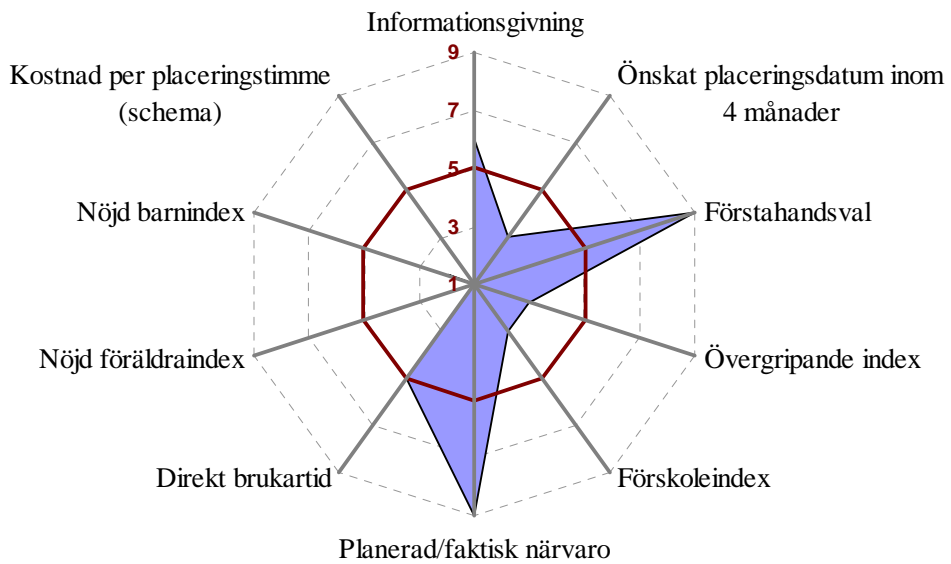 Informationsgivning
Önskat placeringsdatum inom
4 månader
Förstahandsval
Övergripande index
Förskoleindex
Planerad/faktisk närvaro
Direkt brukartid
Nöjd föräldraindex
Nöjd barnindex
Kostnad per placeringstimme
(schema)
9
7
5
3
1